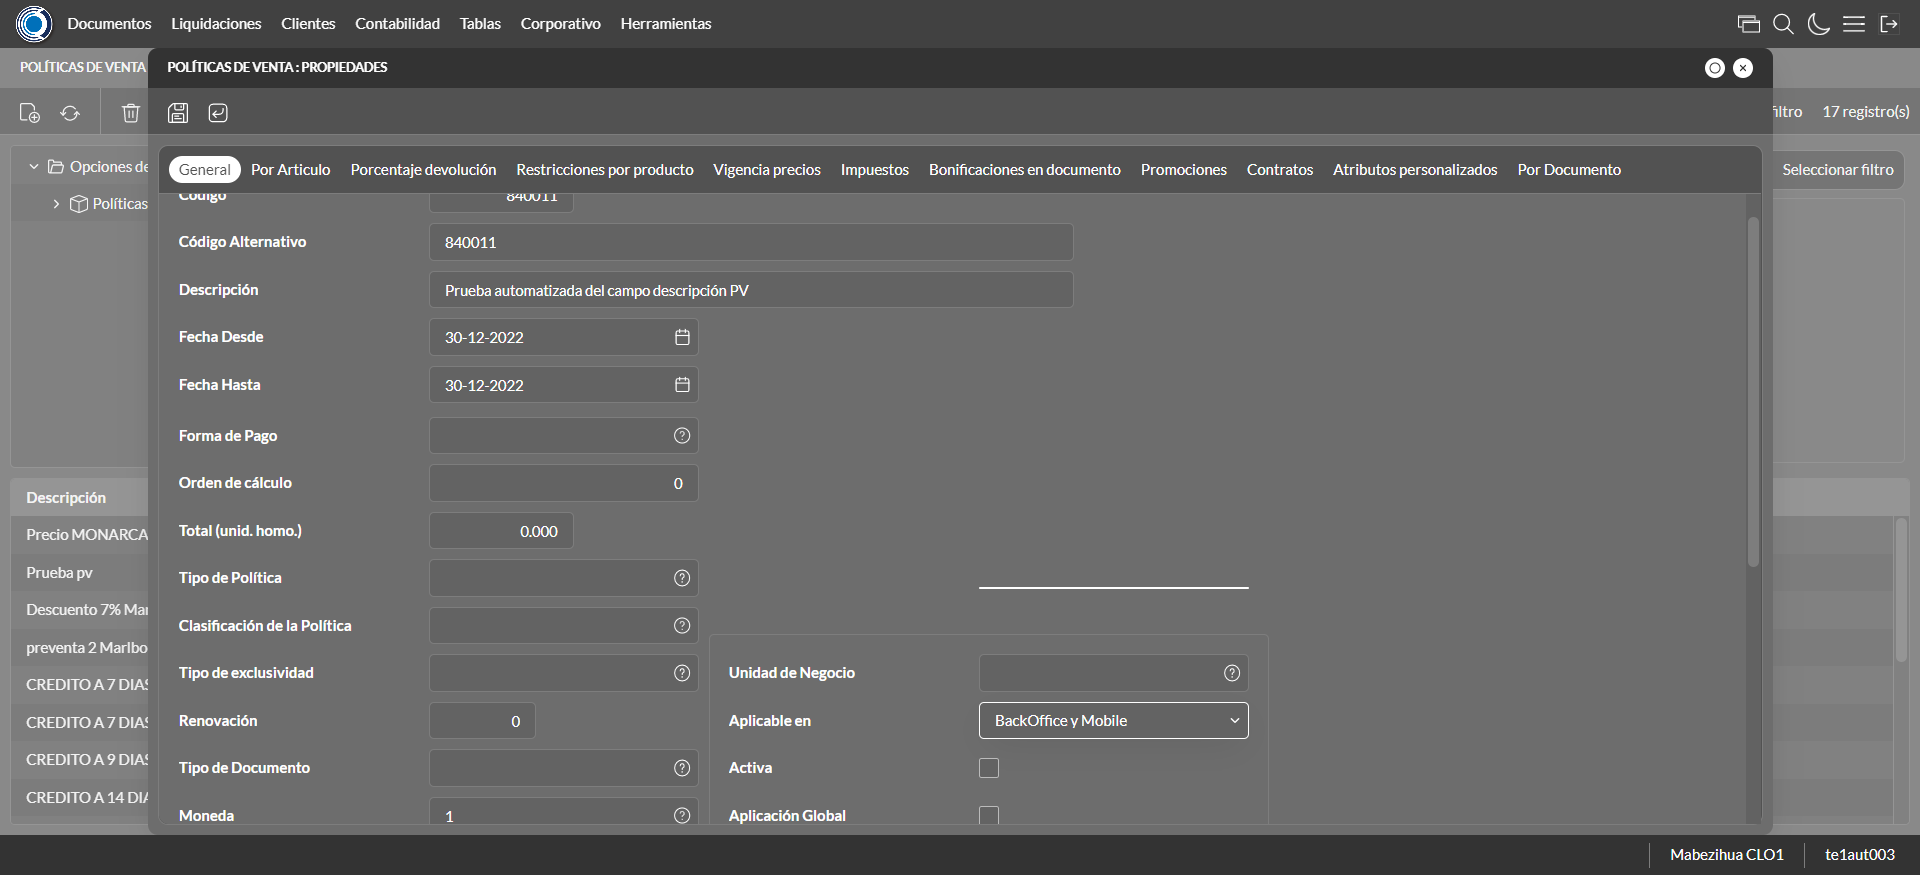 Documentos Liquidaciones Clientes Contabilidad Tablas Corporativo Herramientas
POLÍTICAS DE VENTA
POLÍTICAS DE VENTA : PROPIEDADES
17 registro(s)
Opciones de
Políticas
Seleccionar filtro
General Por Articulo Porcentaje devolución Restricciones por producto Vigencia precios Impuestos Bonificaciones en documento Promociones Contratos Atributos personalizados Por Documento
Código 840011
Código Alternativo 840011
Descripción Prueba automatizada del campo descripción PV
Fecha Desde 30-12-2022
Fecha Hasta 30-12-2022
Forma de Pago
Orden de cálculo 0
Total (unid. homo.) 0.000
Tipo de Política
Clasificación de la Política
Tipo de exclusividad
Renovación 0
Tipo de Documento
Moneda 1
Unidad de Negocio
Aplicable en BackOffice y Mobile
Activa
Aplicación Global
Descripción
Precio MONARCA
Prueba pv
Descuento 7% Mar
preventa 2 Marlbo
CREDITO A 7 DIAS
CREDITO A 7 DIAS
CREDITO A 9 DIAS
CREDITO A 14 DIA
Mabezihua CLO1 te1aut003